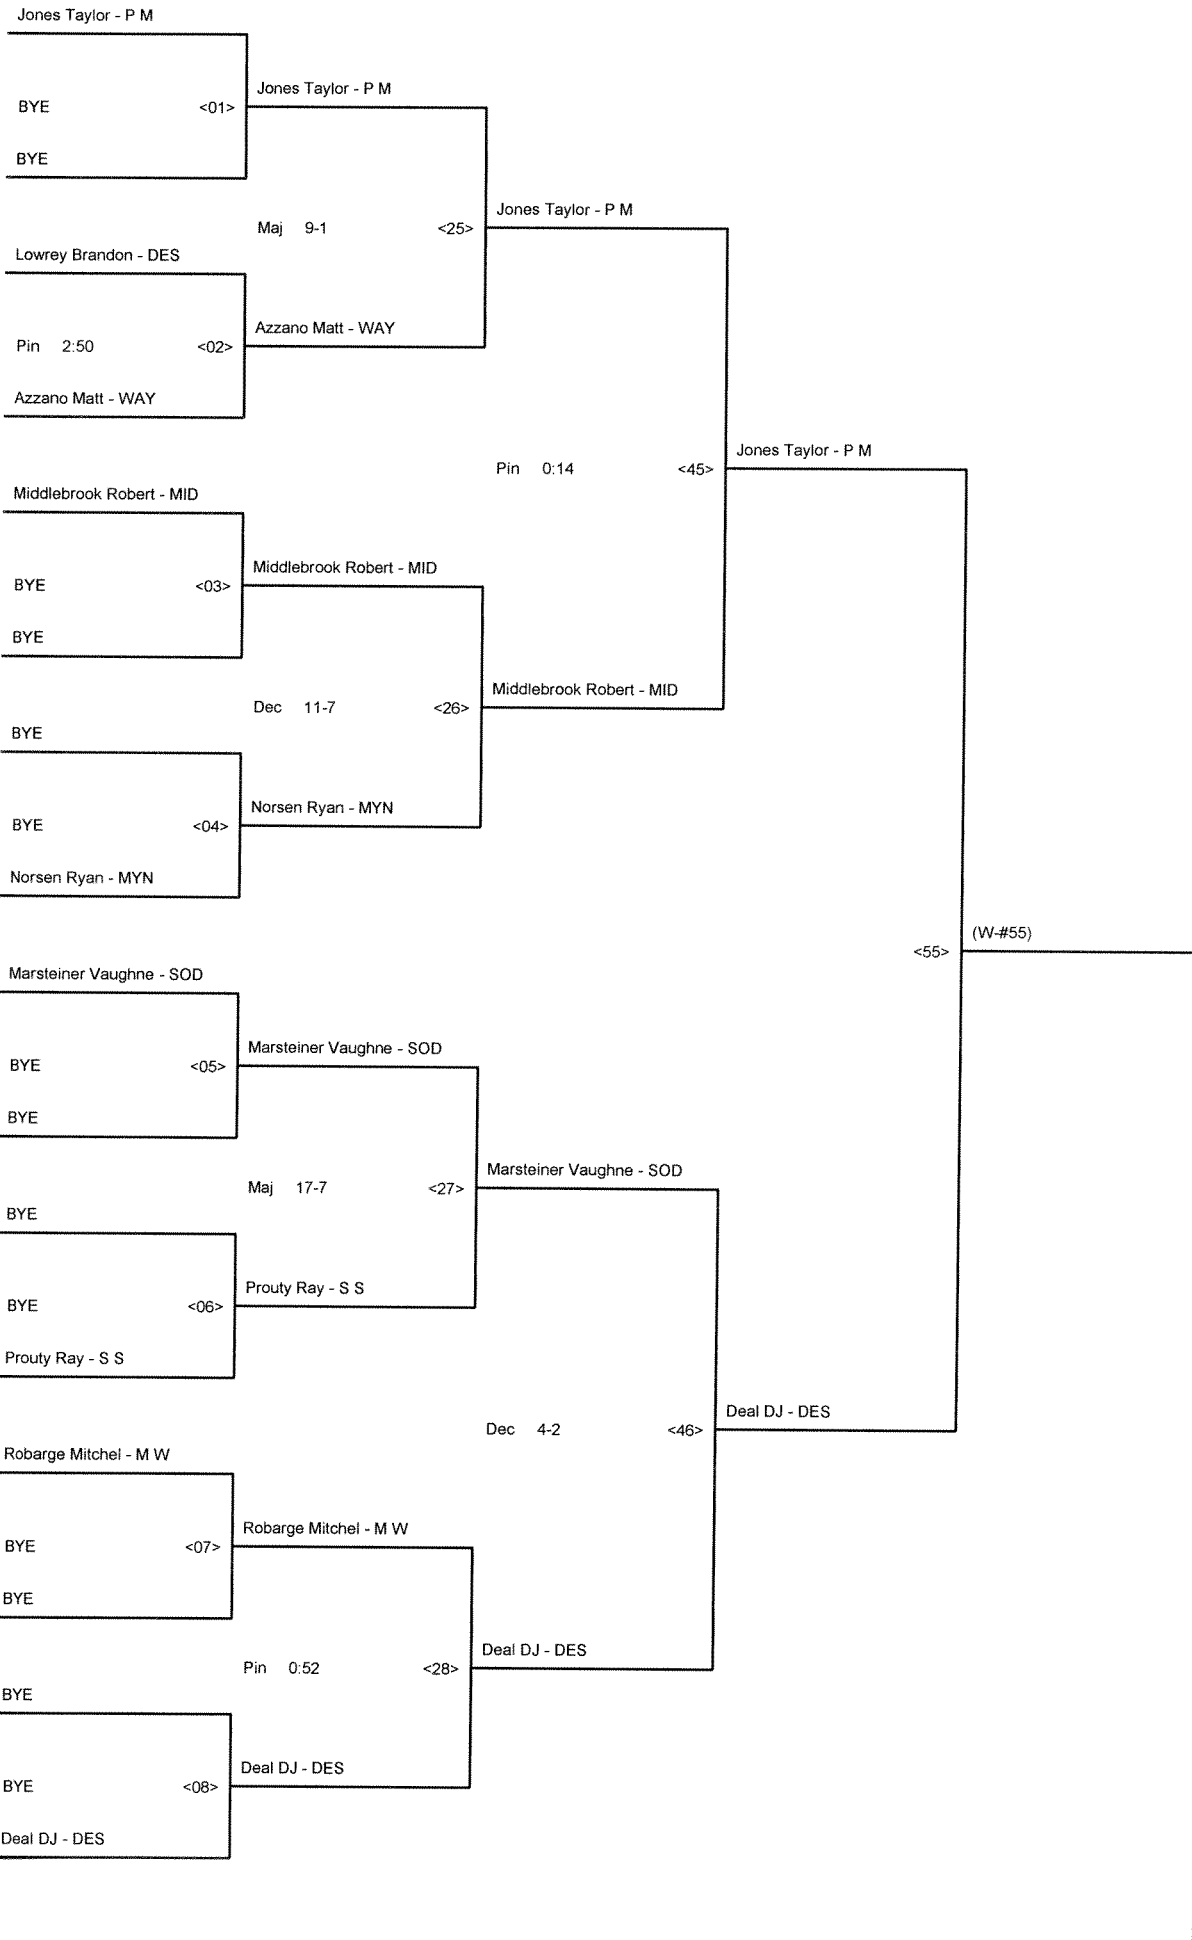 Jones Taylor - P M
BYE <01>
BYE
Jones Taylor - P M
Maj 9-1 <25>
Lowrey Brandon - DES
Pin 2:50 <02>
Azzano Matt - WAY
Azzano Matt - WAY
Jones Taylor - P M
Pin 0:14 <45>
Middlebrook Robert - MID
BYE <03>
BYE
Middlebrook Robert - MID
Dec 11-7 <26>
BYE
BYE <04>
Norsen Ryan - MYN
Norsen Ryan - MYN
Middlebrook Robert - MID
Jones Taylor - P M
<55>
(W-#55)
Marsteiner Vaughne - SOD
BYE <05>
BYE
Marsteiner Vaughne - SOD
Maj 17-7 <27>
BYE
BYE <06>
Prouty Ray - S S
Prouty Ray - S S
Marsteiner Vaughne - SOD
Dec 4-2 <46>
Deal DJ - DES
Robarge Mitchel - M W
BYE <07>
BYE
Robarge Mitchel - M W
Pin 0:52 <28>
Deal DJ - DES
BYE
BYE <08>
Deal DJ - DES
Deal DJ - DES